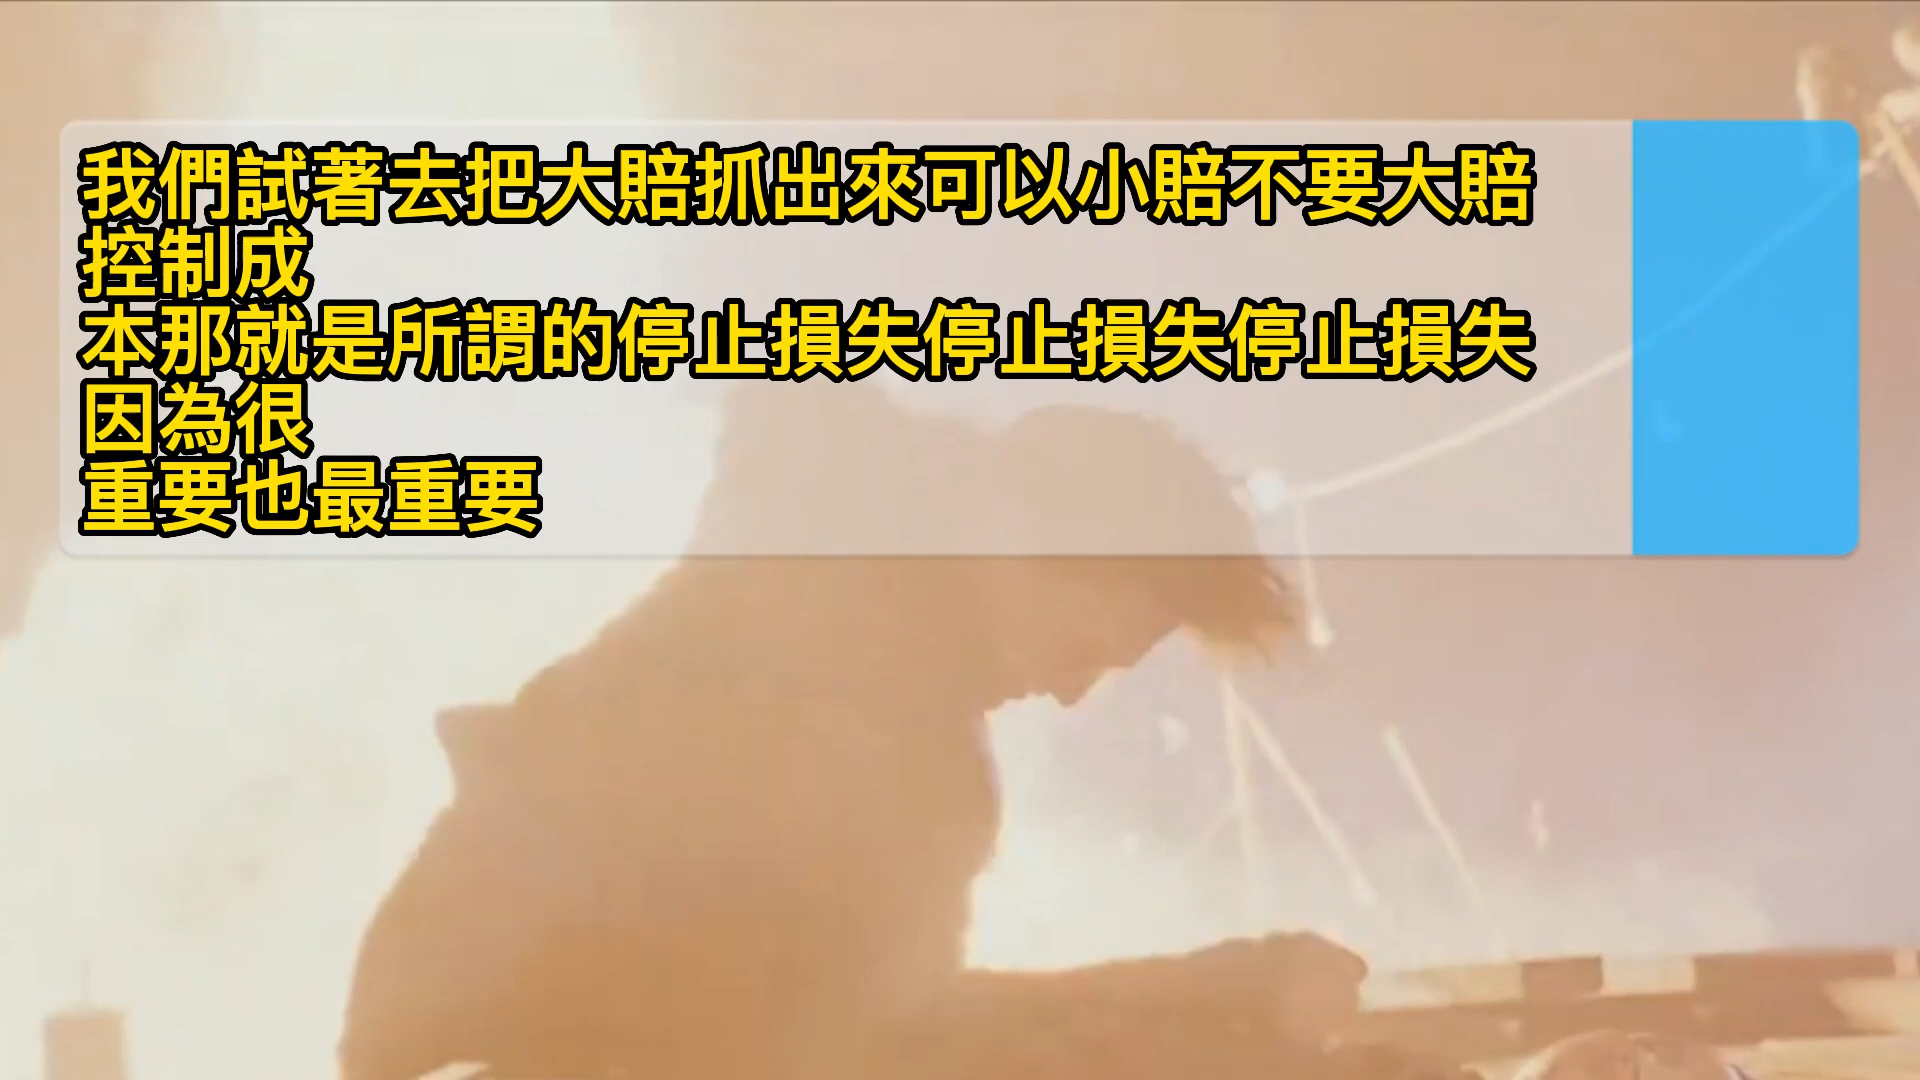 我們試著去把大賠抓出來可以小賠不要大賠
控制成
本那就是所謂的停止損失停止損失停止損失
因為很
重要也最重要